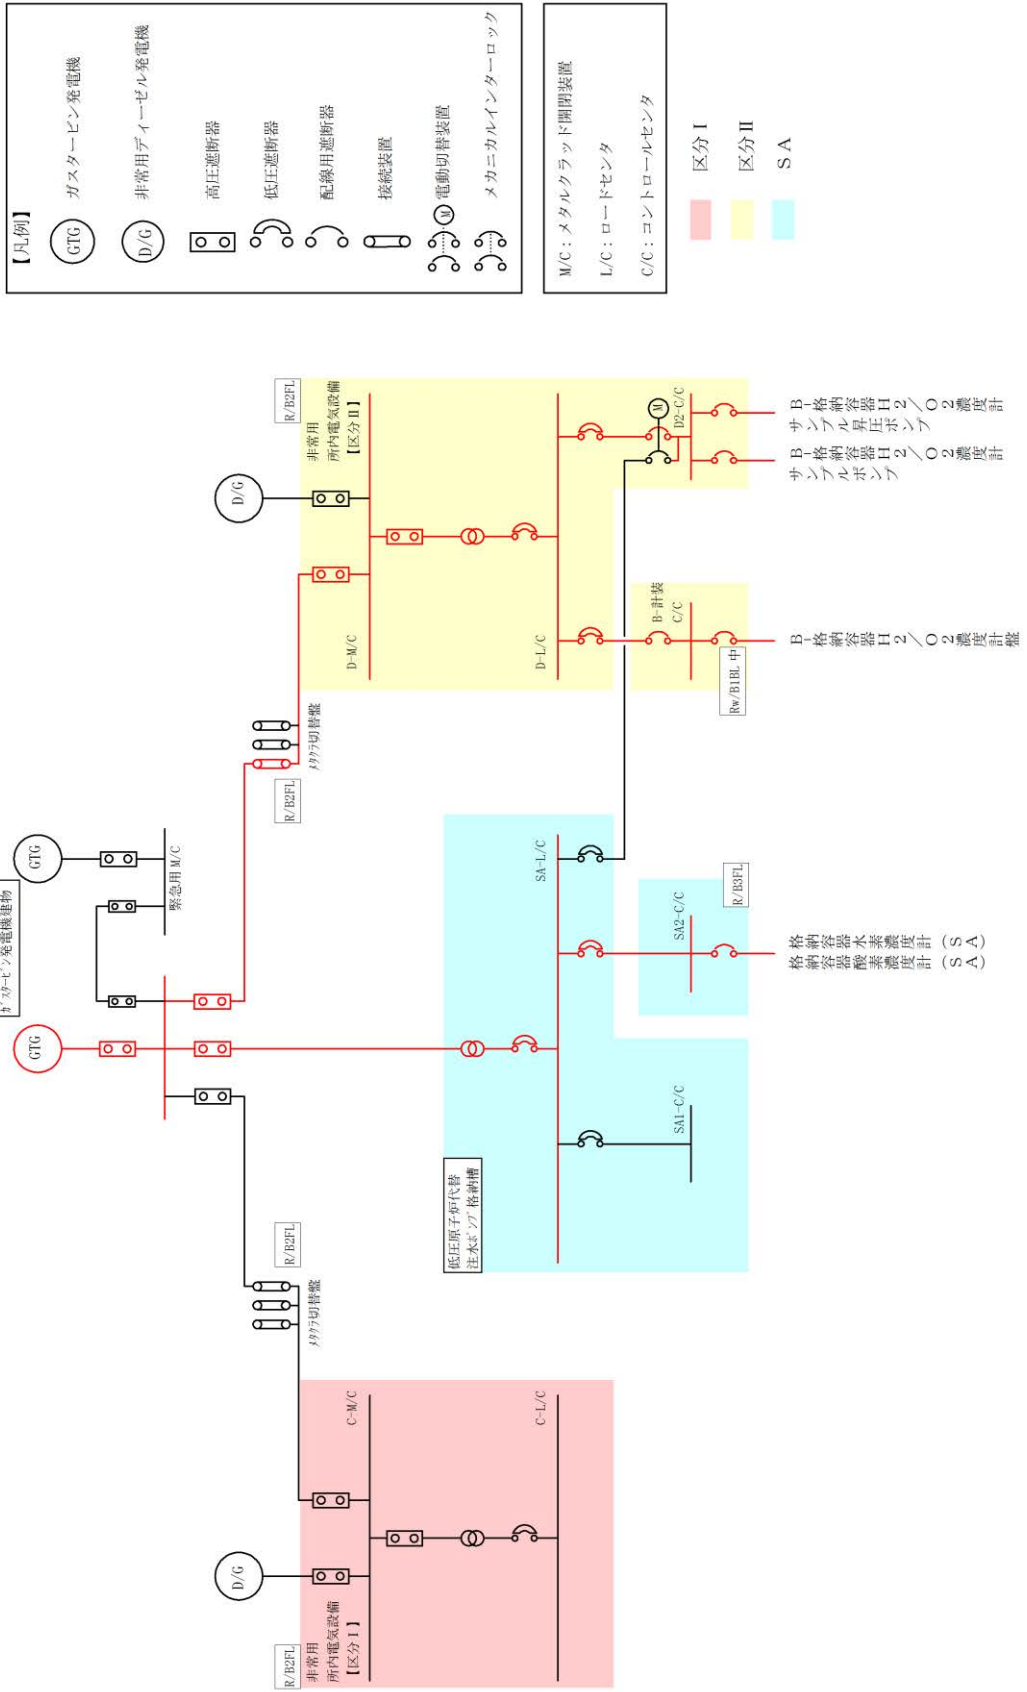 【凡例】
GTG
ガスタービン発電機
D/G
非常用ディーゼル発電機
高圧遮断器
低圧遮断器
配線用遮断器
接続装置
M
電動切替装置
メカニカルインターロック
M/C：メタルクラッド開閉装置
L/C：ロードセンタ
C/C：コントロールセンタ
区分Ⅰ
区分Ⅱ
ＳＡ
ガスタービン発電機建物
GTG
GTG
緊急用 M/C
R/B2FL
メタクラ切替盤
R/B2FL
メタクラ切替盤
R/B2FL
非常用
所内電気設備
【区分Ⅰ】
D/G
C-M/C
C-L/C
低圧原子炉代替
注水ポンプ格納槽
SA-L/C
SA1-C/C
SA2-C/C
R/B3FL
格納容器水素濃度計（ＳＡ）
格納容器酸素濃度計（ＳＡ）
R/B2FL
非常用
所内電気設備
【区分Ⅱ】
D/G
D-M/C
D-L/C
B-計装
C/C
Rw/B1BL 中
M
D2-C/C
B-格納容器Ｈ２／Ｏ２濃度計盤
B-格納容器Ｈ２／Ｏ２濃度計
サンプルポンプ
B-格納容器Ｈ２／Ｏ２濃度計
サンプル昇圧ポンプ